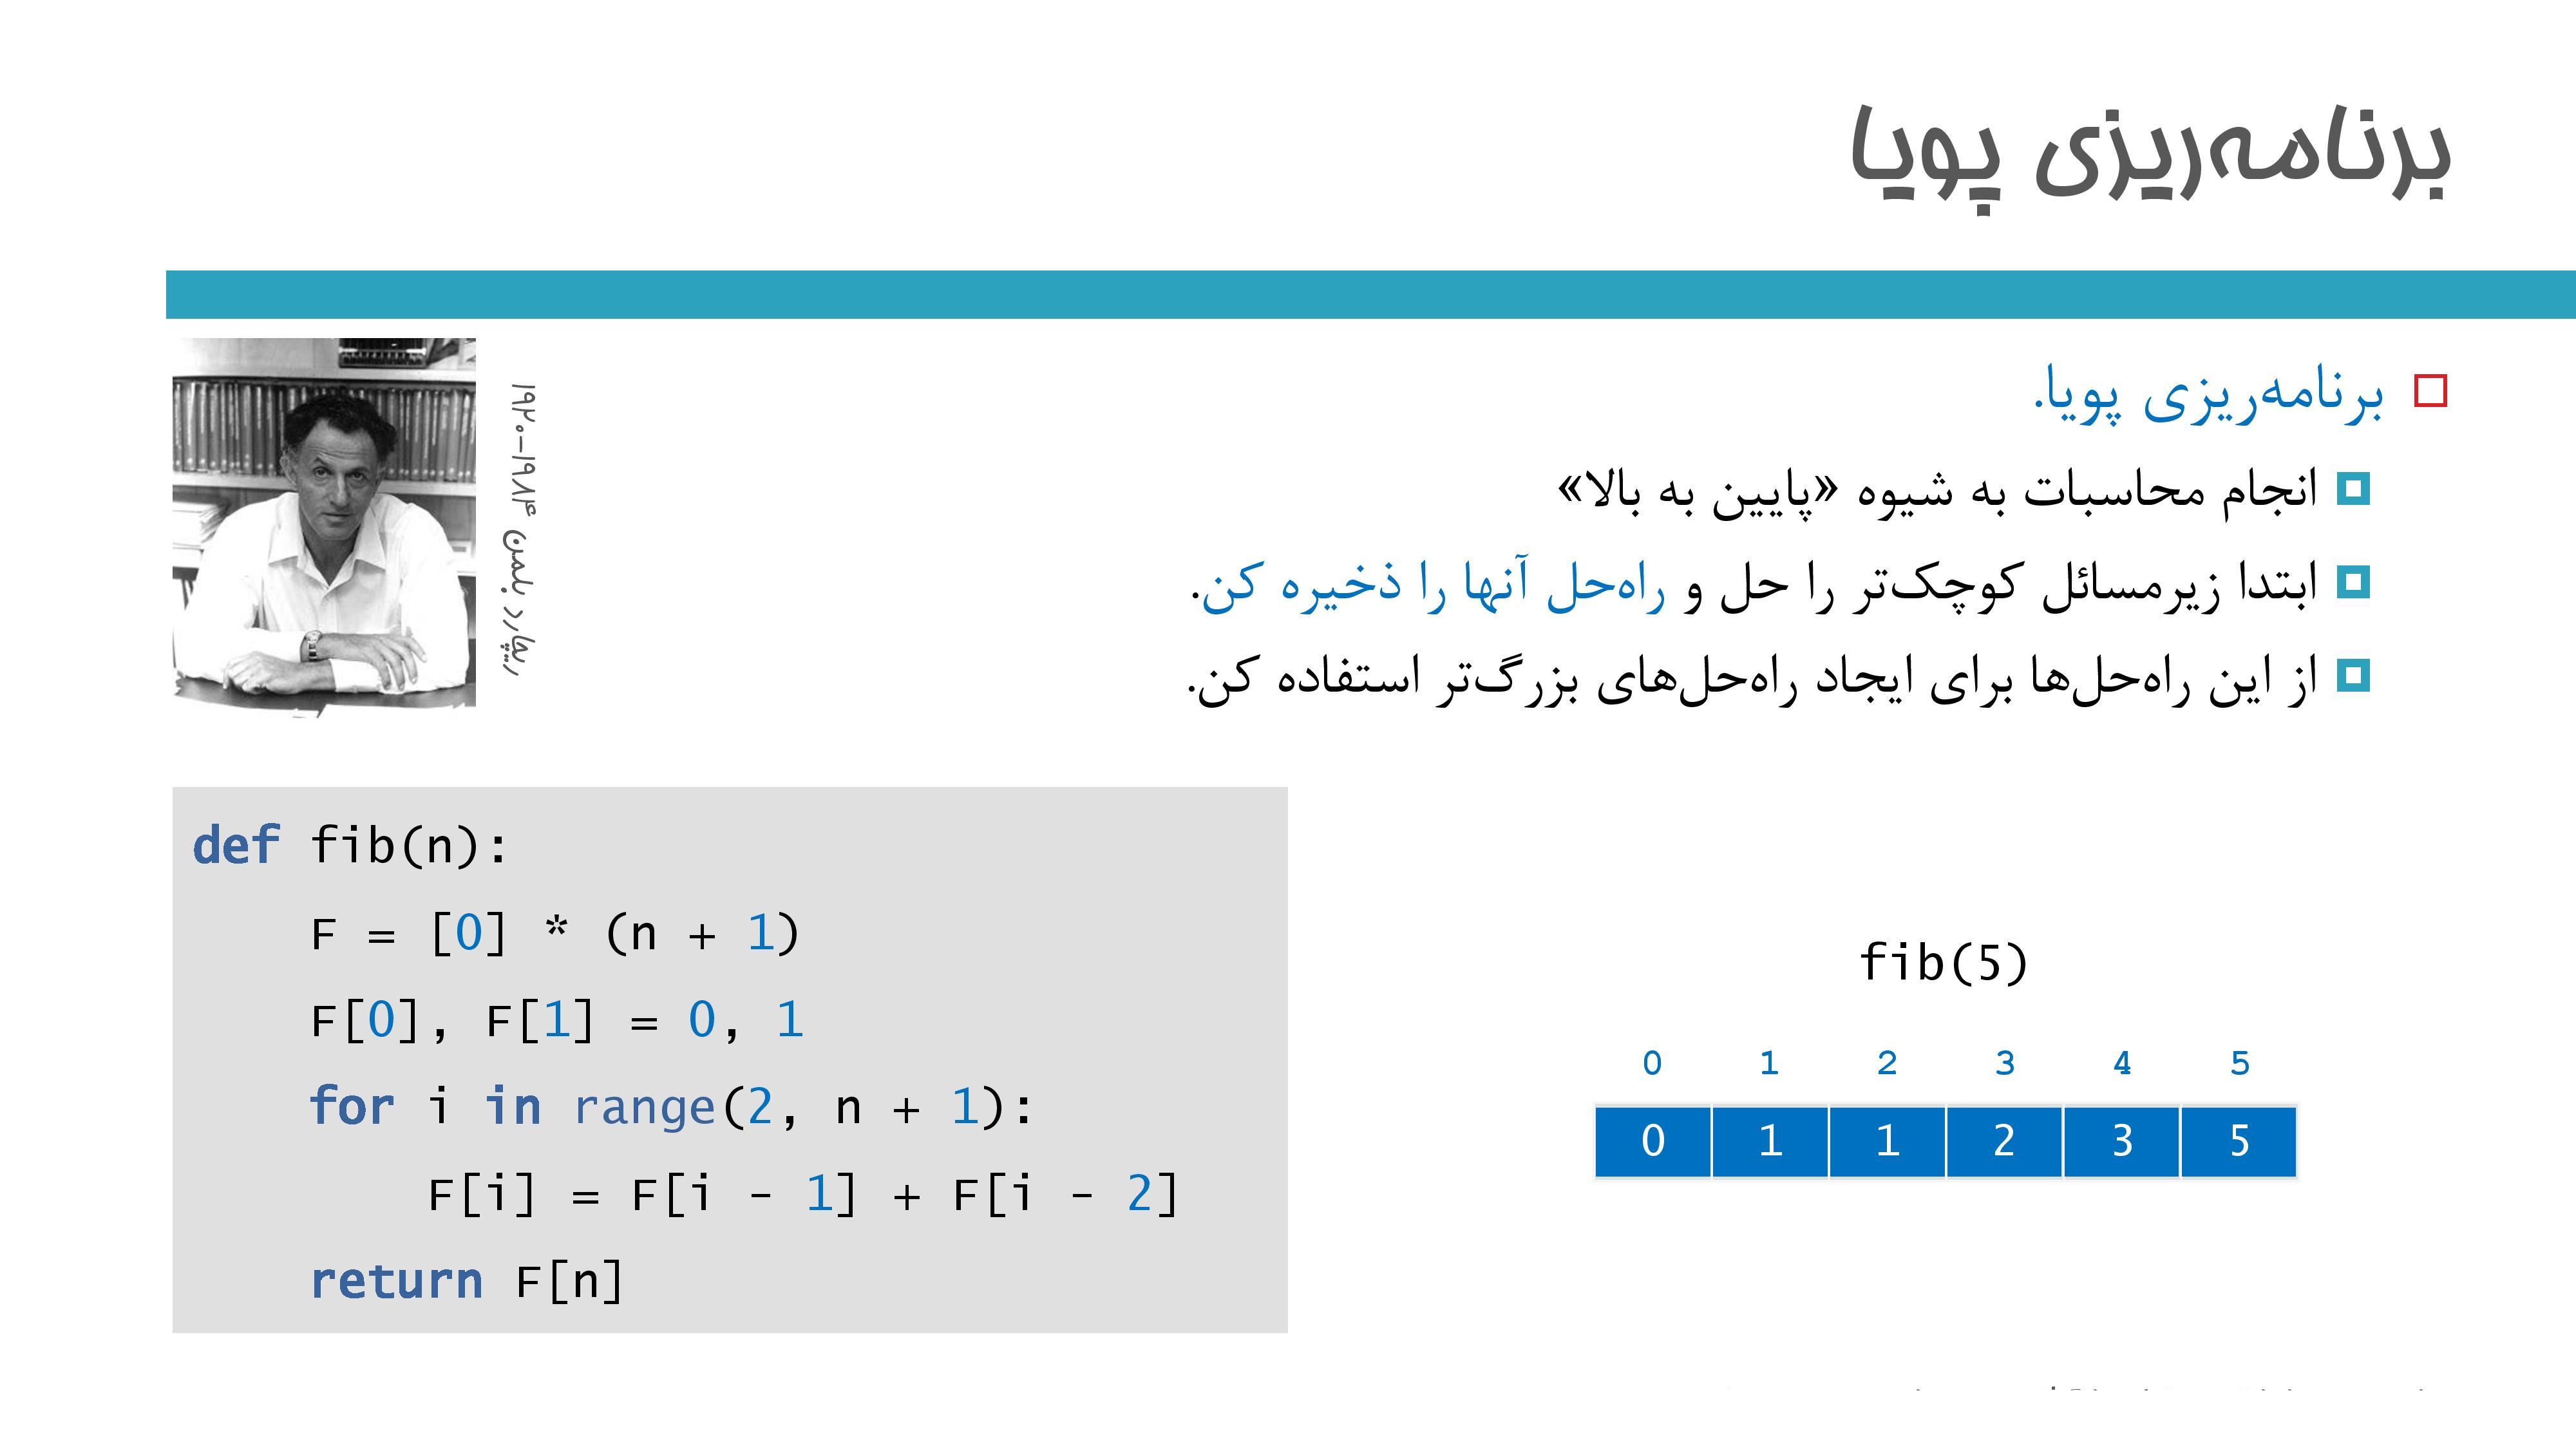 برنامه‌ریزی پویا
برنامه‌ریزی پویا.
انجام محاسبات به شیوه «پایین به بالا»
ابتدا زیرمسائل کوچک‌تر را حل و راه‌حل آنها را ذخیره کن.
از این راه‌حل‌ها برای ایجاد راه‌حل‌های بزرگ‌تر استفاده کن.
ریچارد بلمن ۱۹۸۴-۱۹۲۰
def fib(n):
    F = [0] * (n + 1)
    F[0], F[1] = 0, 1
    for i in range(2, n + 1):
        F[i] = F[i - 1] + F[i - 2]
    return F[n]
fib(5)
0 1 2 3 4 5
0 1 1 2 3 5